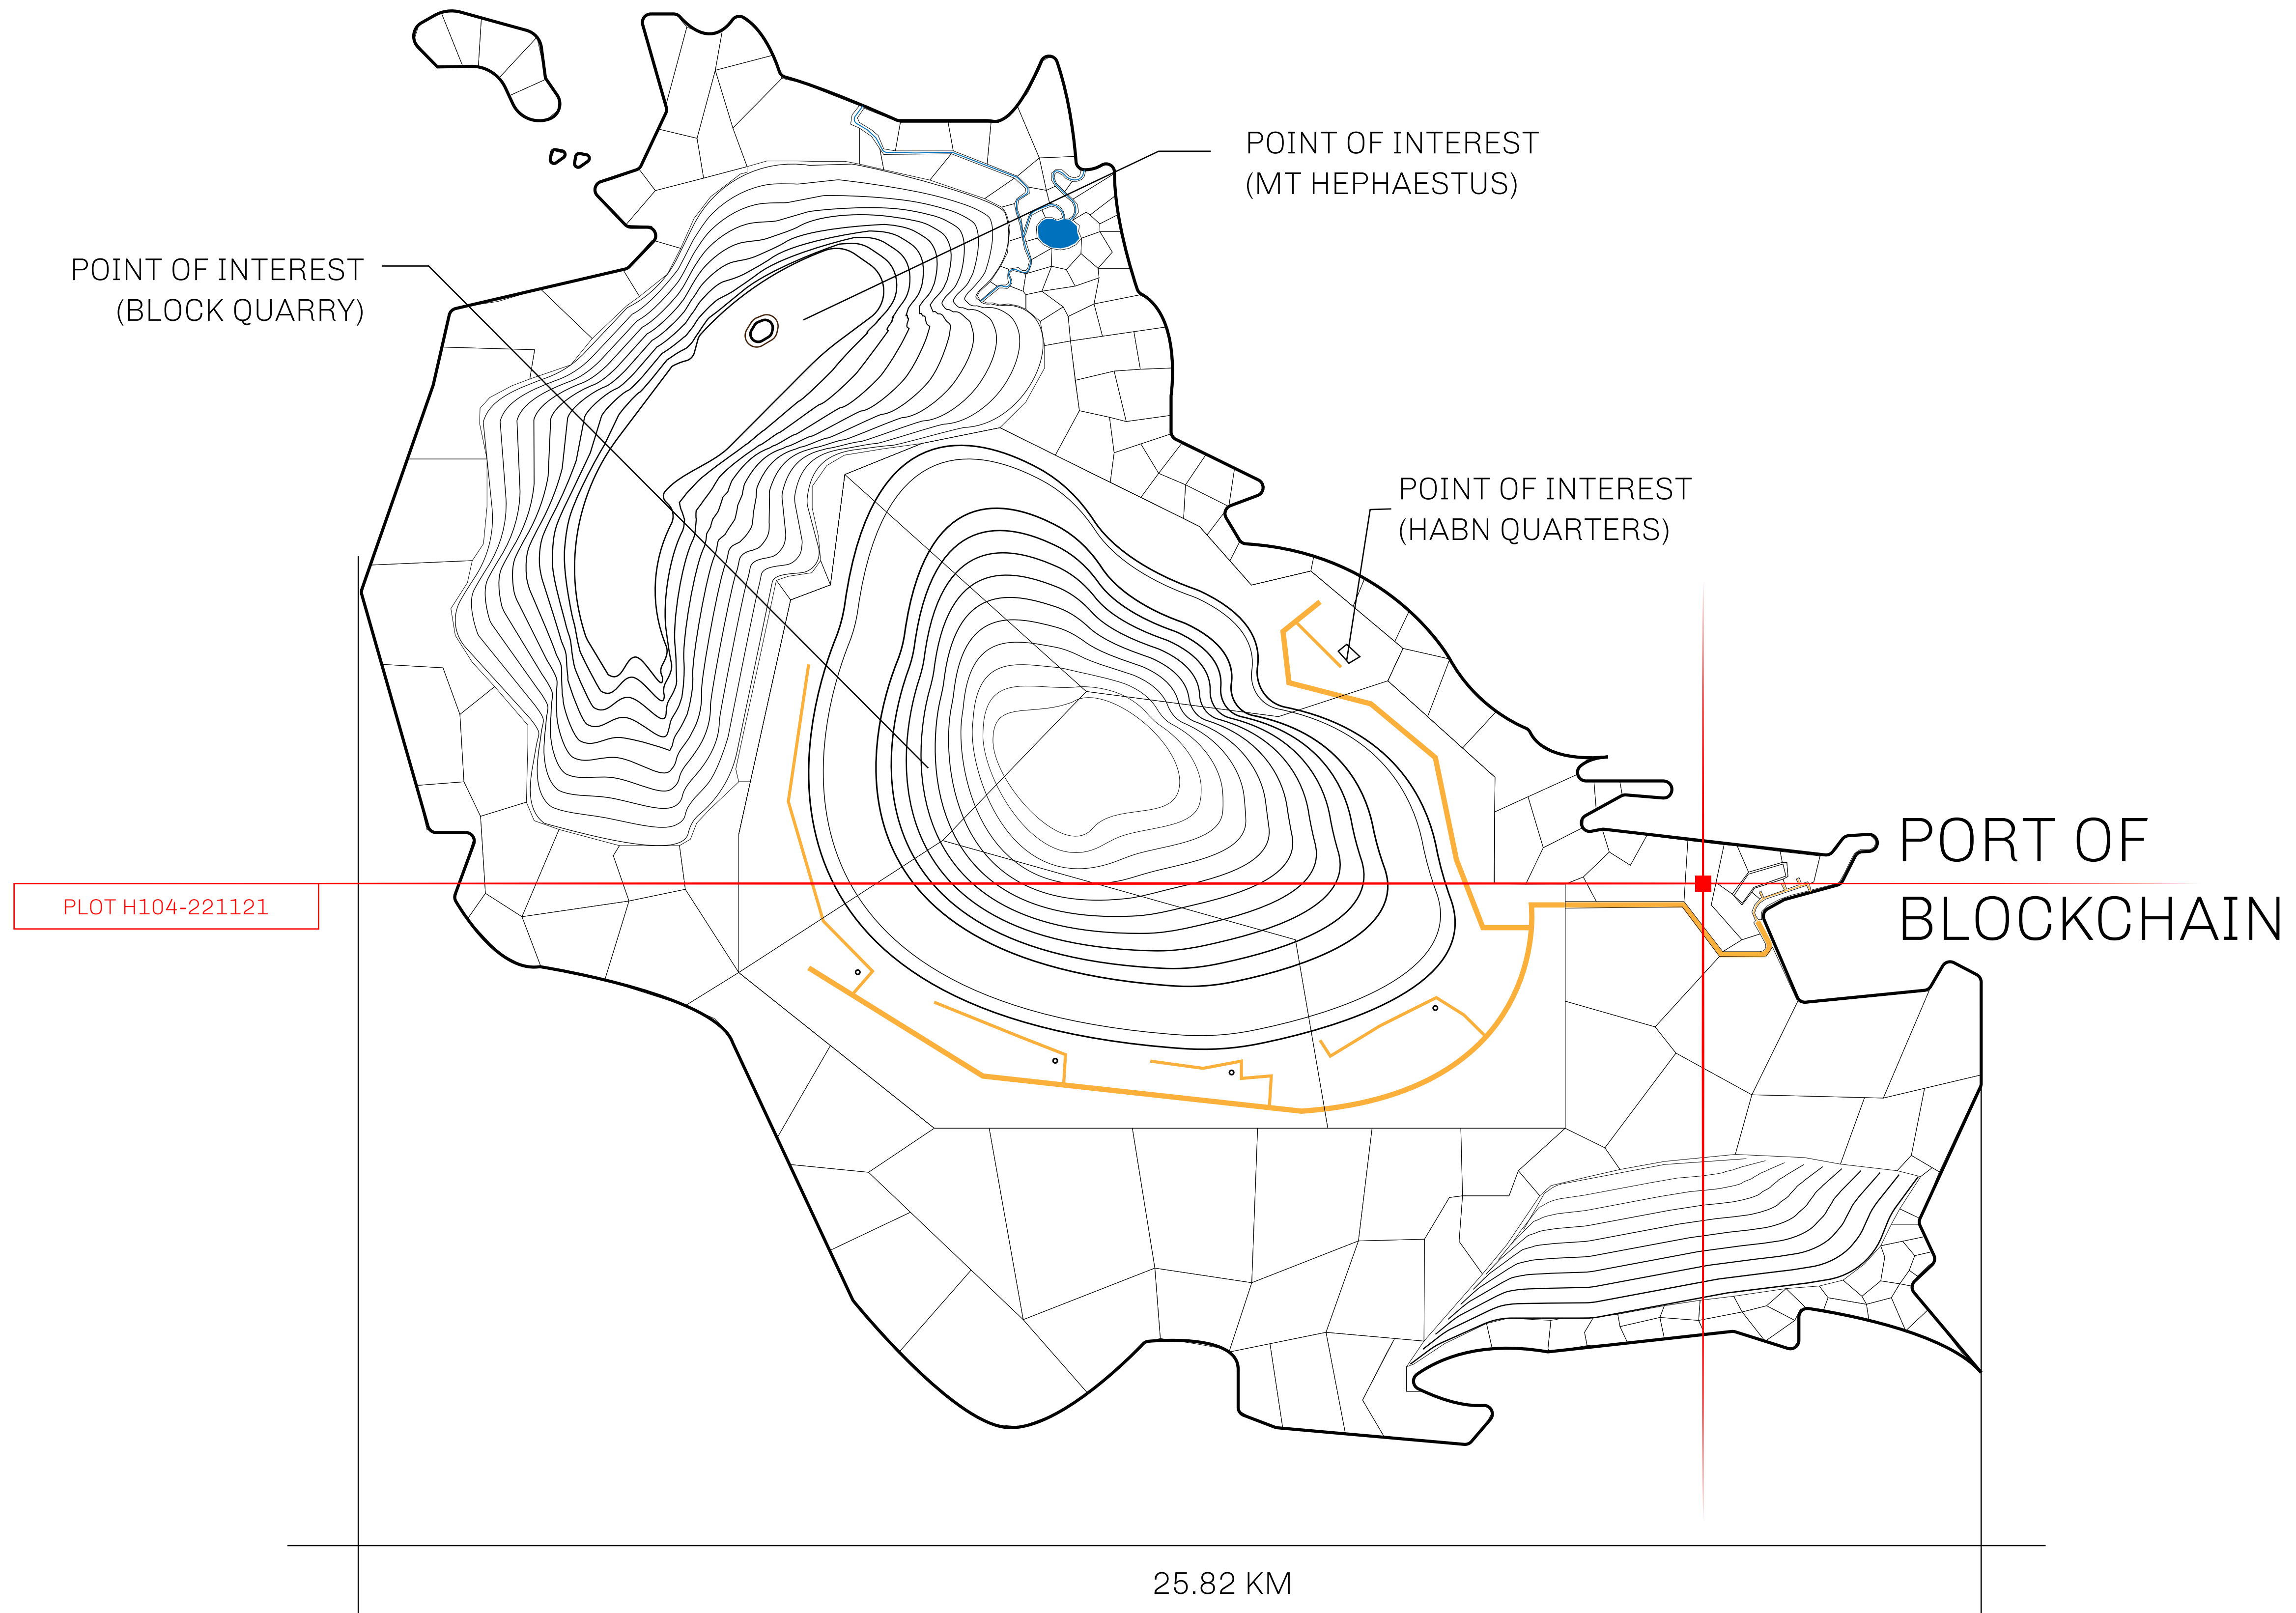 POINT OF INTEREST
(MT HEPHAESTUS)
POINT OF INTEREST
(BLOCK QUARRY)
POINT OF INTEREST
(HABN QUARTERS)
PORT OF
BLOCKCHAIN
PLOT H104-221121
25.82 KM